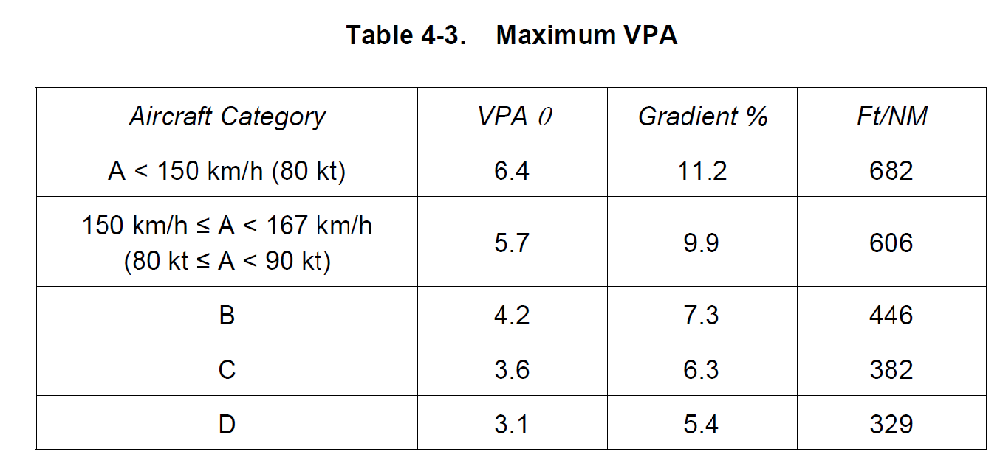 Table 4-3. Maximum VPA
Aircraft Category VPA θ Gradient % Ft/NM
A < 150 km/h (80 kt) 6.4 11.2 682
150 km/h ≤ A < 167 km/h
(80 kt ≤ A < 90 kt) 5.7 9.9 606
B 4.2 7.3 446
C 3.6 6.3 382
D 3.1 5.4 329